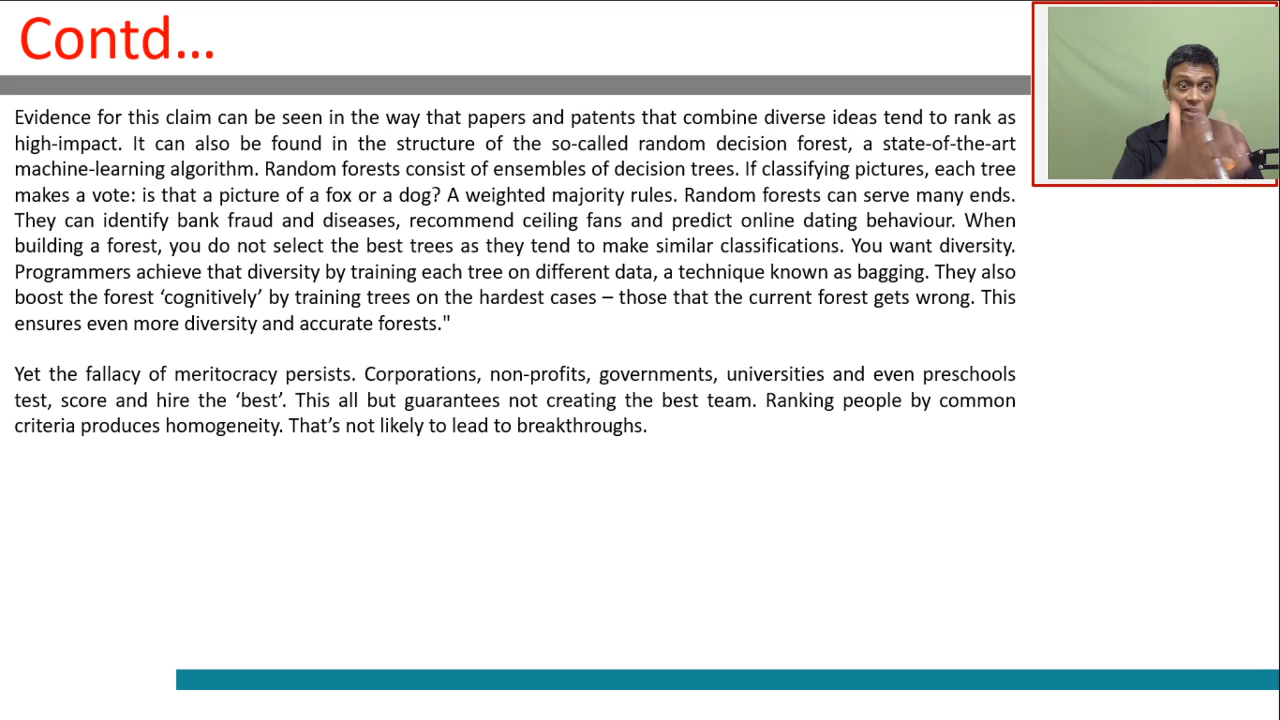 Contd...
Evidence for this claim can be seen in the way that papers and patents that combine diverse ideas tend to rank as
high-impact. It can also be found in the structure of the so-called random decision forest, a state-of-the-art
machine-learning algorithm. Random forests consist of ensembles of decision trees. If classifying pictures, each tree
makes a vote: is that a picture of a fox or a dog? A weighted majority rules. Random forests can serve many ends.
They can identify bank fraud and diseases, recommend ceiling fans and predict online dating behaviour. When
building a forest, you do not select the best trees as they tend to make similar classifications. You want diversity.
Programmers achieve that diversity by training each tree on different data, a technique known as bagging. They also
boost the forest ‘cognitively’ by training trees on the hardest cases – those that the current forest gets wrong. This
ensures even more diversity and accurate forests."
Yet the fallacy of meritocracy persists. Corporations, non-profits, governments, universities and even preschools
test, score and hire the ‘best’. This all but guarantees not creating the best team. Ranking people by common
criteria produces homogeneity. That’s not likely to lead to breakthroughs.